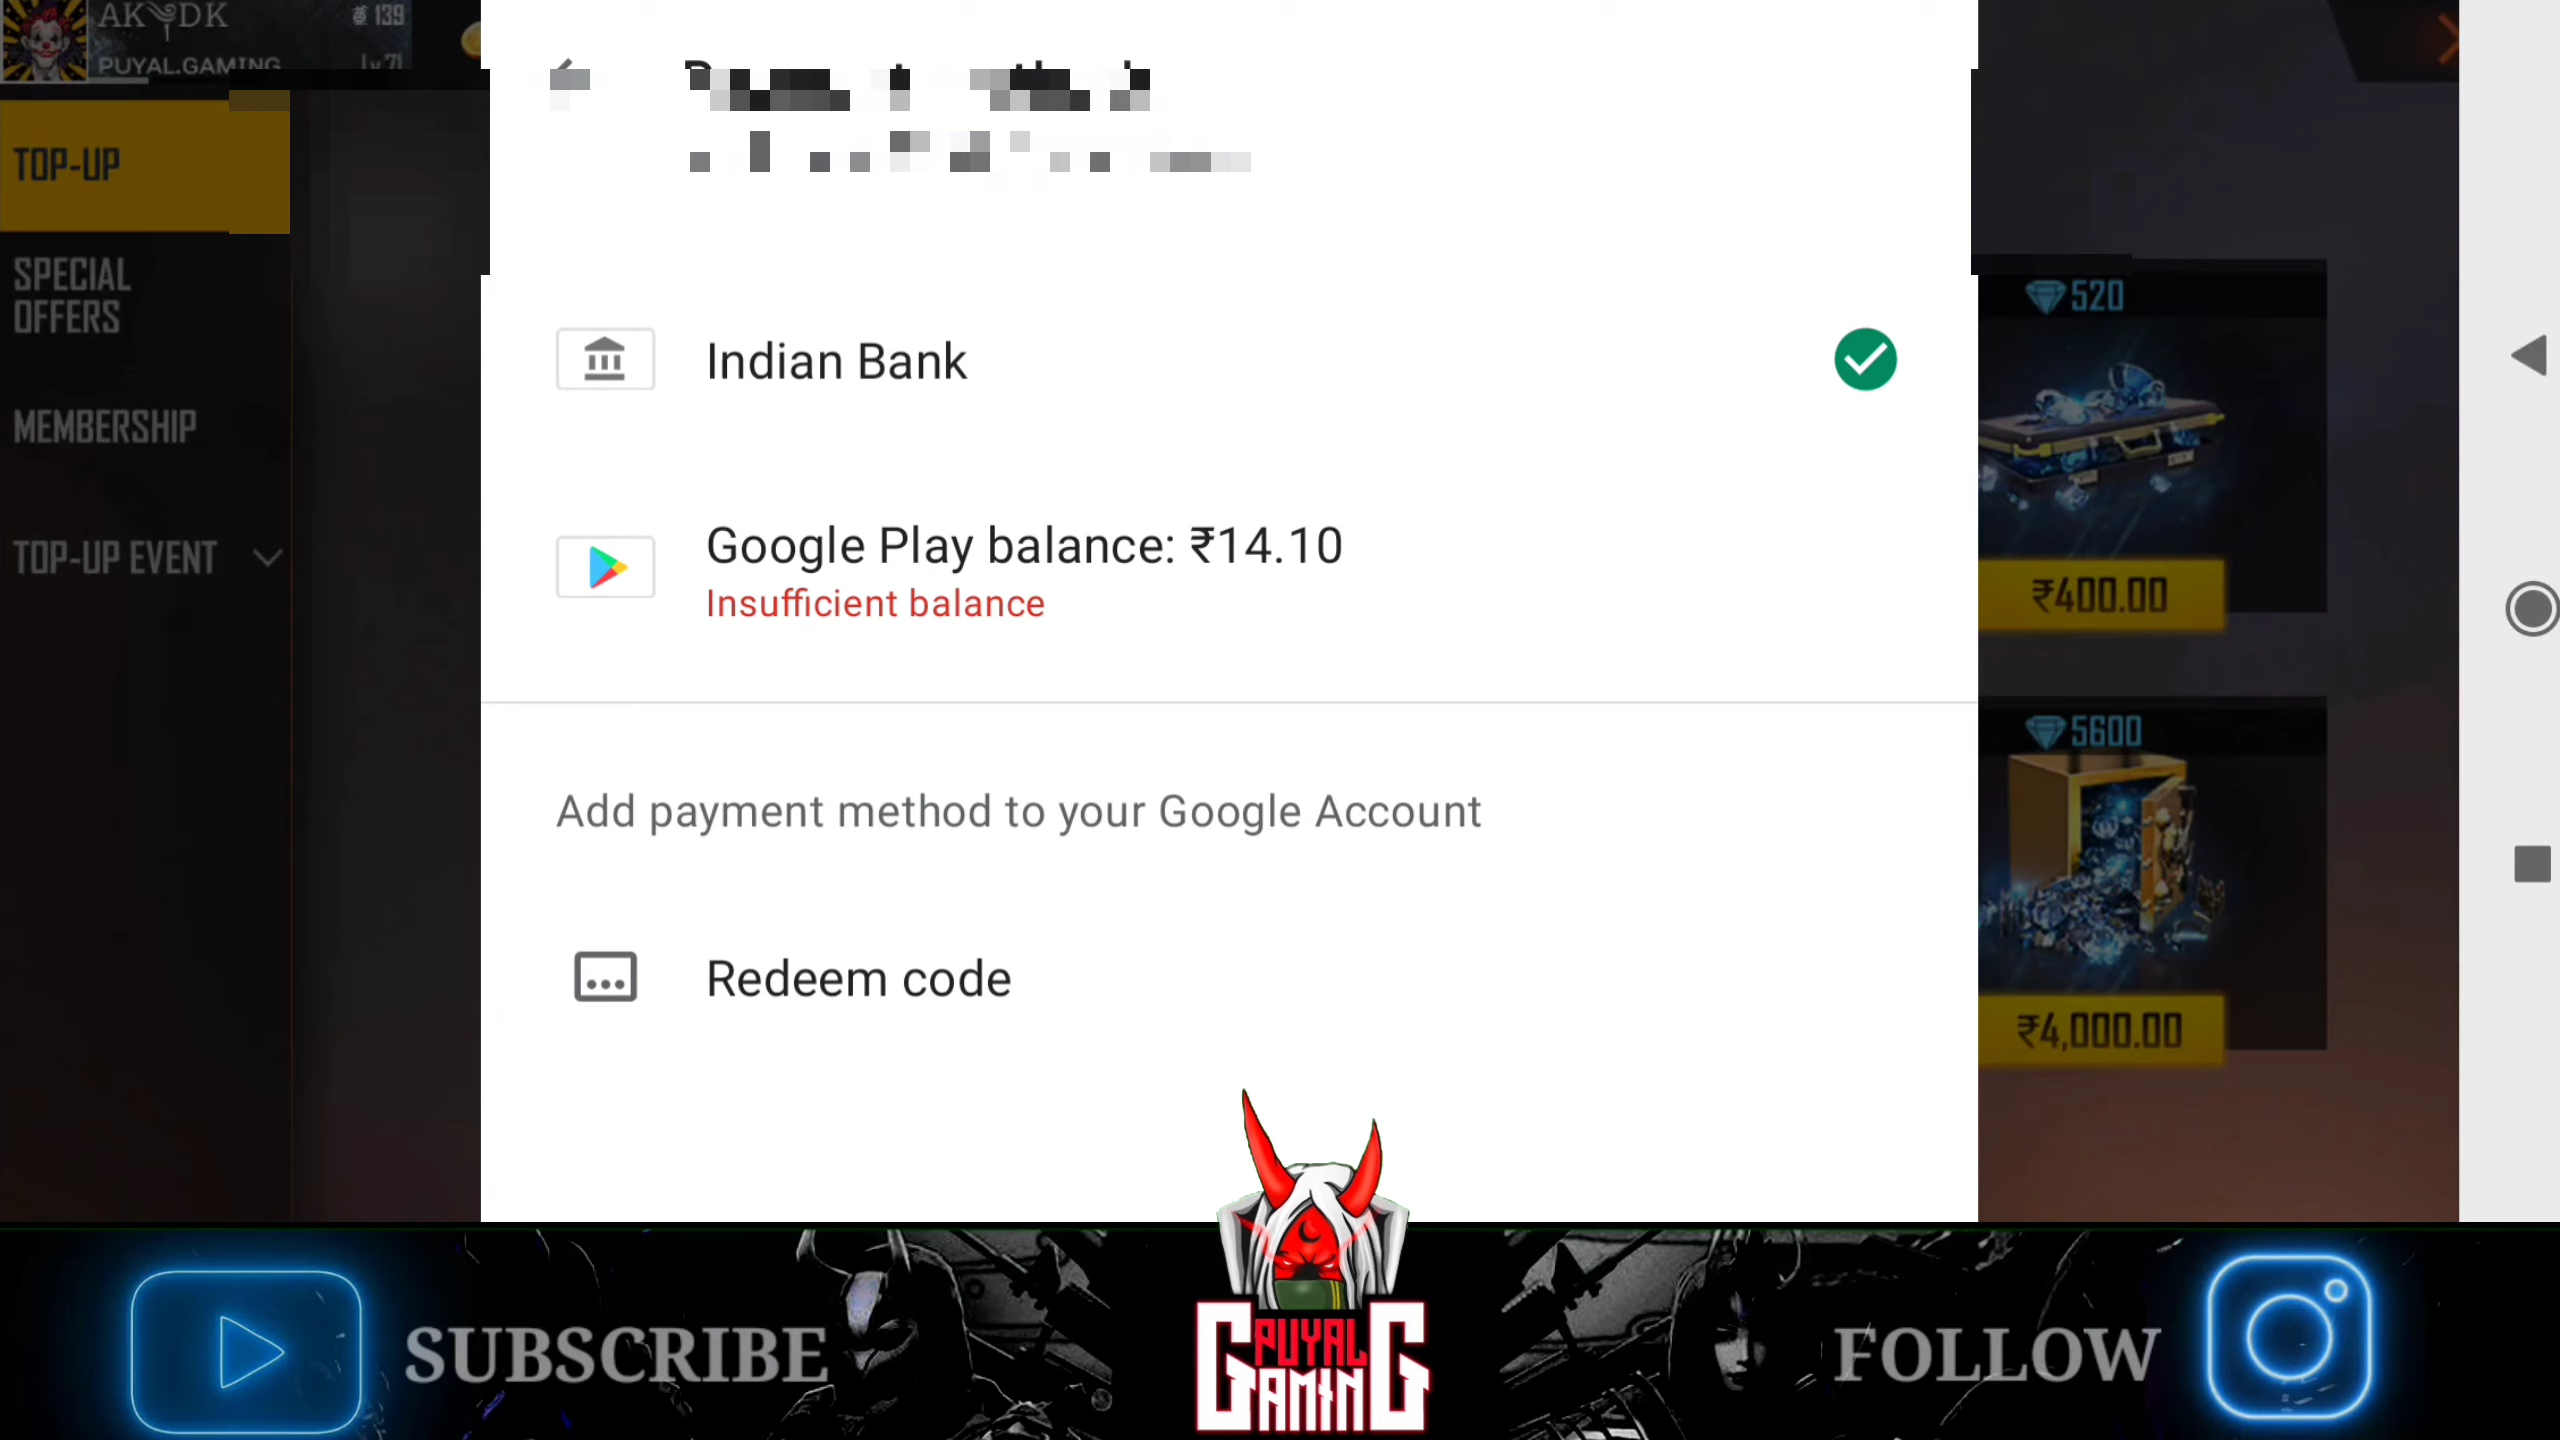 AK DK
139
PUYAL.GAMING
Lv.71
TOP-UP
SPECIAL
OFFERS
MEMBERSHIP
TOP-UP EVENT
Indian Bank
Google Play balance: ₹14.10
Insufficient balance
Add payment method to your Google Account
Redeem code
520
₹400.00
5600
₹4,000.00
SUBSCRIBE
PUYAL
GAMING
FOLLOW